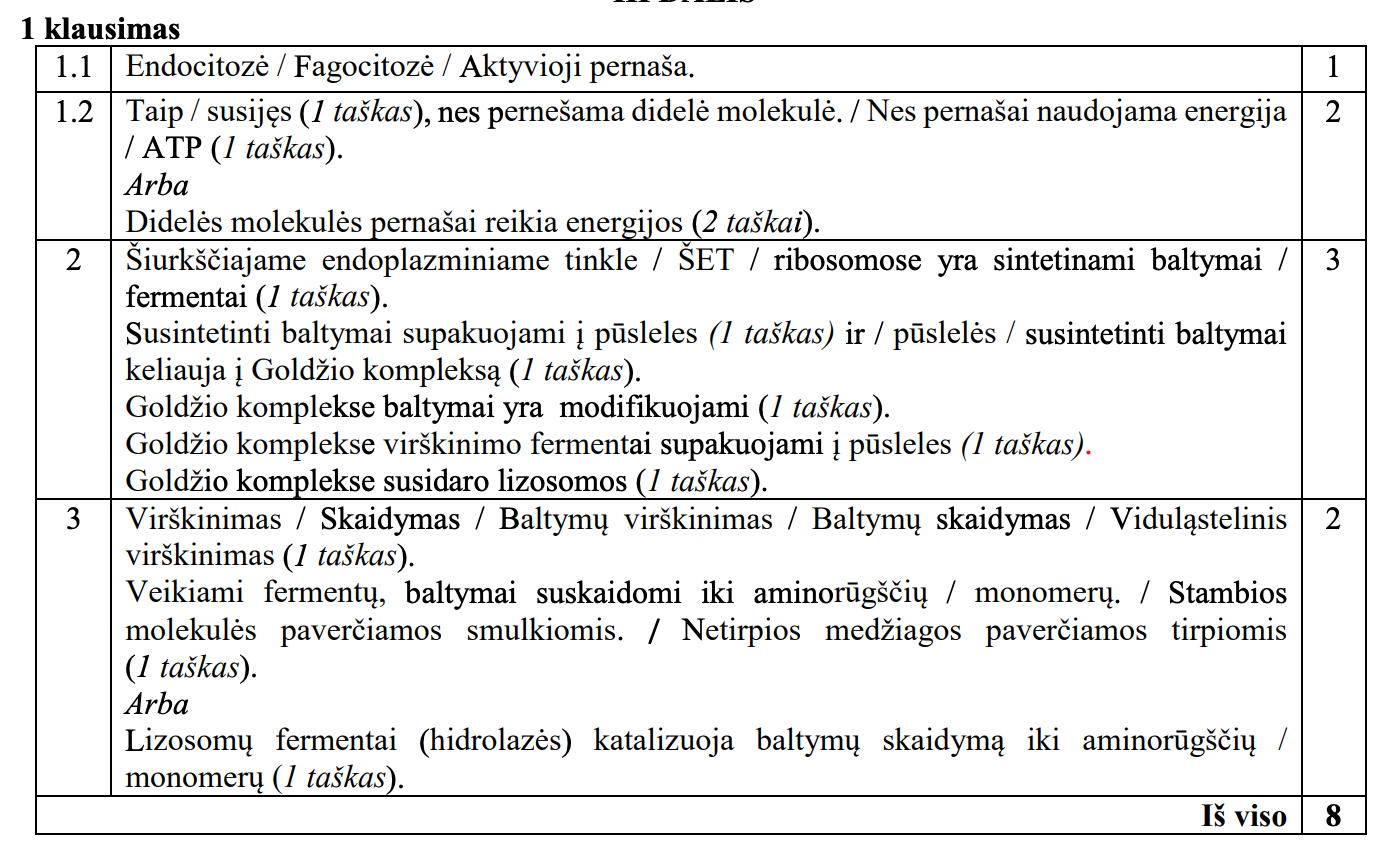 1 klausimas
1.1 Endocitozė / Fagocitozė / Aktyvioji pernaša. 1
1.2 Taip / susijęs (1 taškas), nes pernešama didelė molekulė. / Nes pernašai naudojama energija 2
/ ATP (1 taškas).
Arba
Didelės molekulės pernašai reikia energijos (2 taškai).
2 Šiurkščiajame endoplazminiame tinkle / ŠET / ribosomose yra sintetinami baltymai / 3
fermentai (1 taškas).
Susintetinti baltymai supakuojami į pūsleles (1 taškas) ir / pūslelės / susintetinti baltymai
keliauja į Goldžio kompleksą (1 taškas).
Goldžio komplekse baltymai yra modifikuojami (1 taškas).
Goldžio komplekse virškinimo fermentai supakuojami į pūsleles (1 taškas).
Goldžio komplekse susidaro lizosomos (1 taškas).
3 Virškinimas / Skaidymas / Baltymų virškinimas / Baltymų skaidymas / Viduląstelinis 2
virškinimas (1 taškas).
Veikiami fermentų, baltymai suskaidomi iki aminorūgščių / monomerų. / Stambios
molekulės paverčiamos smulkiomis. / Netirpios medžiagos paverčiamos tirpiomis
(1 taškas).
Arba
Lizosomų fermentai (hidrolazės) katalizuoja baltymų skaidymą iki aminorūgščių /
monomerų (1 taškas).
Iš viso 8